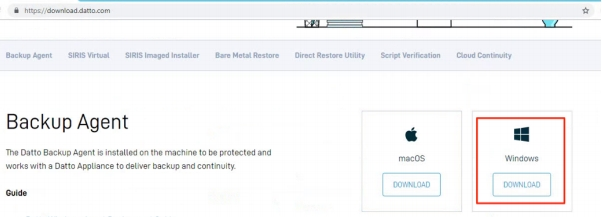 https://download.datto.com
Backup Agent SIRIS Virtual SIRIS Imaged Installer Bare Metal Restore Direct Restore Utility Script Verification Cloud Continuity
Backup Agent
The Datto Backup Agent is installed on the machine to be protected and
works with a Datto Appliance to deliver backup and continuity.
Guide
macOS
DOWNLOAD
Windows
DOWNLOAD